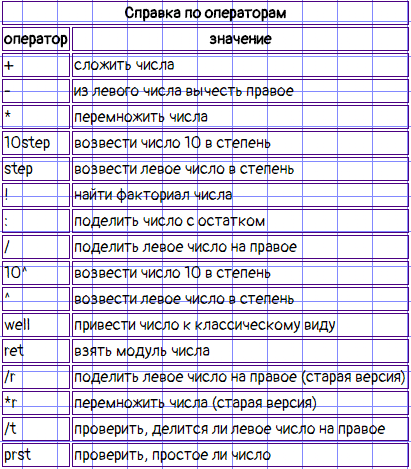 Справка по операторам
оператор значение
+ сложить числа
- из левого числа вычесть правое
* перемножить числа
10step возвести число 10 в степень
step возвести левое число в степень
! найти факториал числа
: поделить число с остатком
/ поделить левое число на правое
10^ возвести число 10 в степень
^ возвести левое число в степень
well привести число к классическому виду
ret взять модуль числа
/r поделить левое число на правое (старая версия)
*r перемножить числа (старая версия)
/t проверить, делится ли левое число на правое
prst проверить, простое ли число